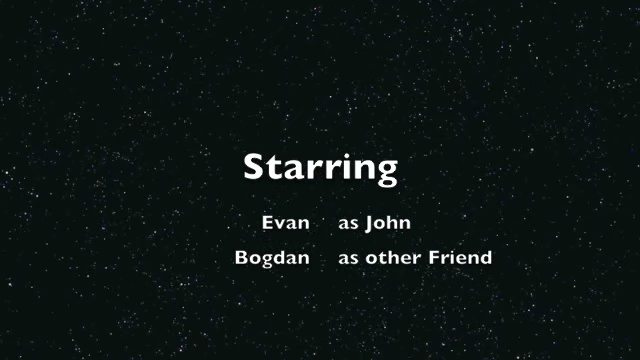 Starring
Evan as John
Bogdan as other Friend